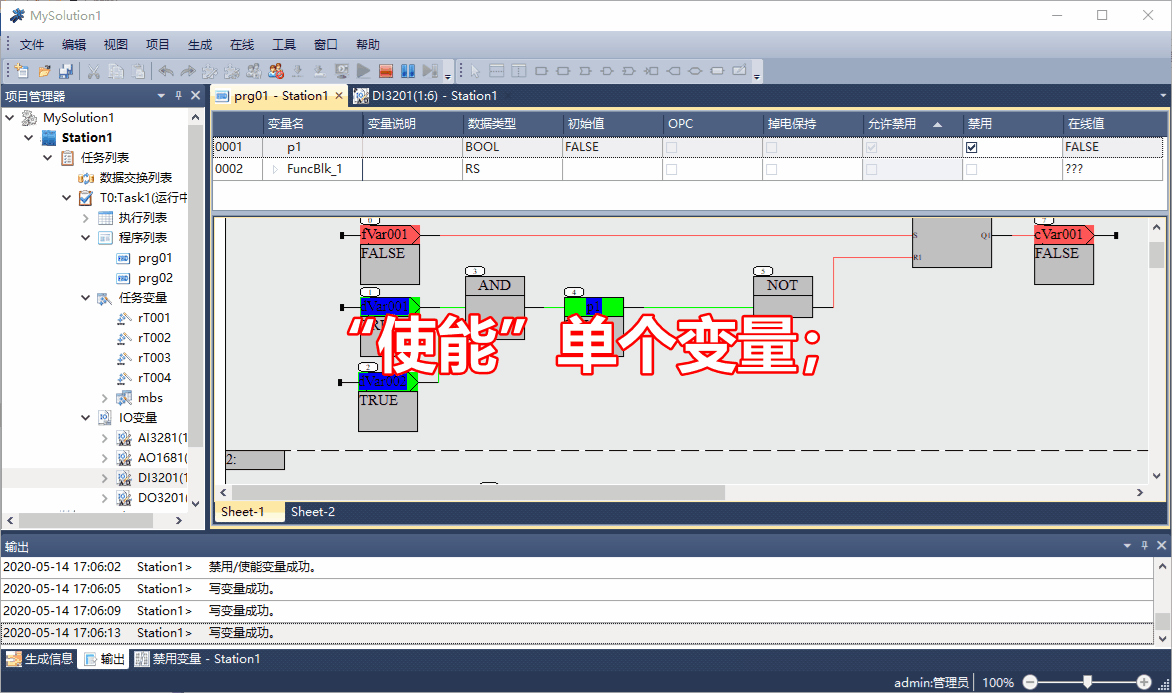 MySolution1
文件 编辑 视图 项目 生成 在线 工具 窗口 帮助
项目管理器
MySolution1
Station1
任务列表
数据交换列表
T0:Task1(运行中
执行列表
程序列表
prg01
prg02
任务变量
rT001
rT002
rT003
rT004
mbs
IO变量
AI3281(1
AO1681(
DI3201(1
DO3201(
prg01 - Station1
DI3201(1:6) - Station1
变量名 变量说明 数据类型 初始值 OPC 掉电保持 允许禁用 禁用 在线值
0001 p1 BOOL FALSE FALSE
0002 FuncBlk_1 RS ???
0 7
fVar001 S Q1 cVar001
FALSE R1 FALSE
3 5
AND NOT
1 4
“使能” 单个变量;
2
TRUE
2:
Sheet-1 Sheet-2
输出
2020-05-14 17:06:02 Station1> 禁用/使能变量成功。
2020-05-14 17:06:05 Station1> 写变量成功。
2020-05-14 17:06:09 Station1> 写变量成功。
2020-05-14 17:06:13 Station1> 写变量成功。
生成信息 输出 禁用变量 - Station1
admin:管理员 100%